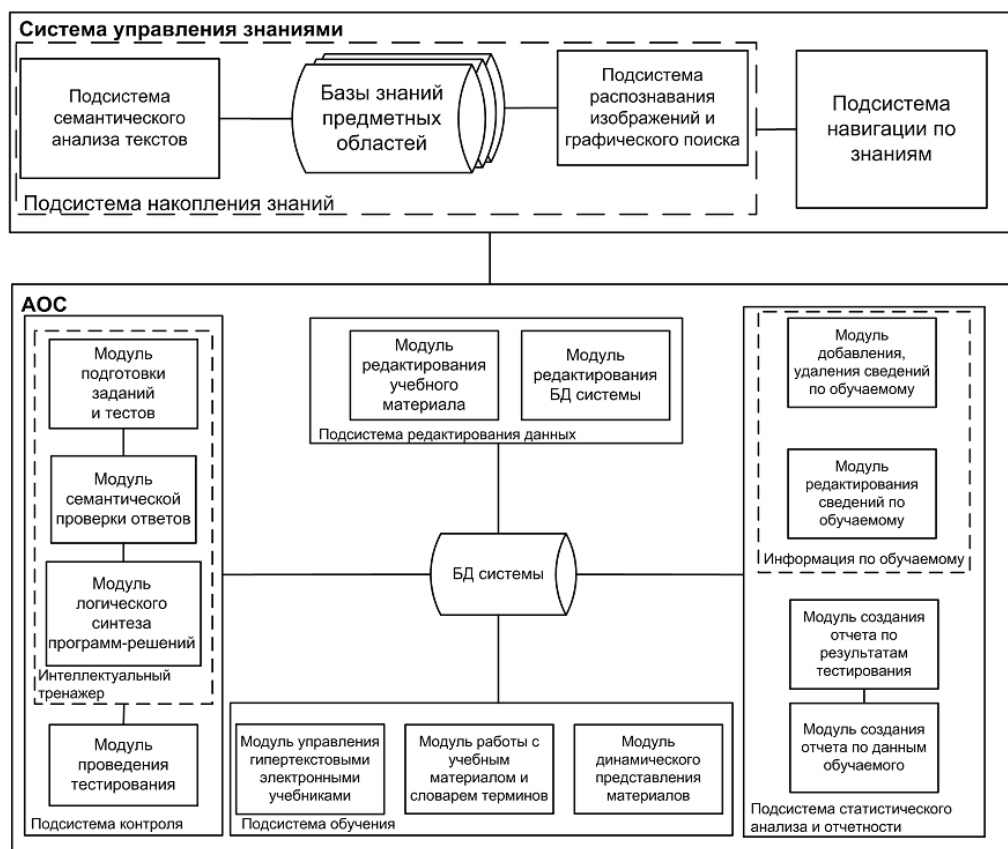 Система управления знаниями
Подсистема
семантического
анализа текстов
Базы знаний
предметных
областей
Подсистема
распознавания
изображений и
графического поиска
Подсистема
навигации по
знаниям
Подсистема накопления знаний
АОС
Модуль
подготовки
заданий
и тестов
Модуль
семантической
проверки ответов
Модуль
логического
синтеза
программ-решений
Интеллектуальный
тренажер
Модуль
проведения
тестирования
Подсистема контроля
Модуль
редактирования
учебного
материала
Модуль
редактирования
БД системы
Подсистема редактирования данных
БД системы
Модуль управления
гипертекстовыми
электронными
учебниками
Модуль работы с
учебным
материалом и
словарем терминов
Модуль
динамического
представления
материалов
Подсистема обучения
Модуль
добавления,
удаления сведений
по обучаемому
Модуль
редактирования
сведений по
обучаемому
Информация по обучаемому
Модуль создания
отчета по
результатам
тестирования
Модуль создания
отчета по данным
обучаемого
Подсистема статистического
анализа и отчетности